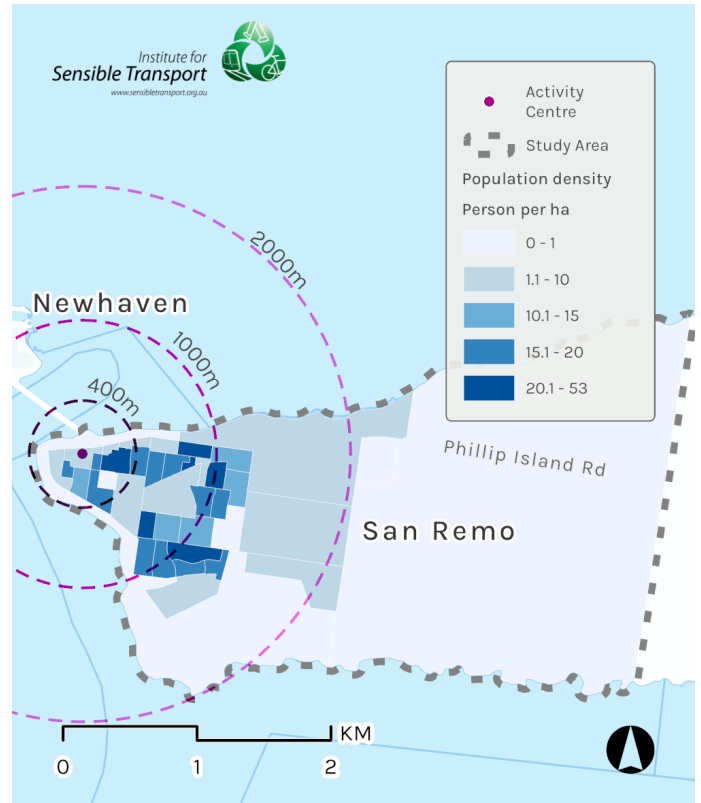 Institute for
Sensible Transport
www.sensibletransport.org.au
Activity
Centre
Study Area
Population density
Person per ha
0 - 1
1.1 - 10
10.1 - 15
15.1 - 20
20.1 - 53
2000m
Newhaven
1000m
400m
Phillip Island Rd
San Remo
KM
0 1 2